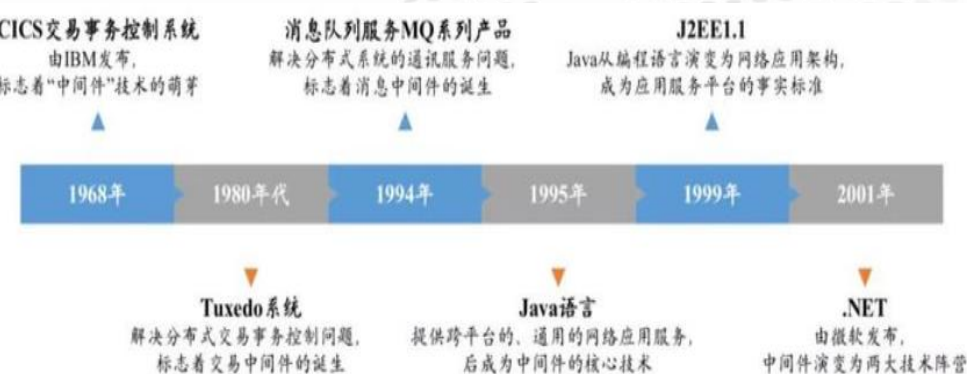 CICS交易事务控制系统
由IBM发布，
标志着“中间件”技术的萌芽
消息队列服务MQ系列产品
解决分布式系统的通讯服务问题，
标志着消息中间件的诞生
J2EE1.1
Java从编程语言演变为网络应用架构，
成为应用服务平台的事实标准
1968年
1980年代
1994年
1995年
1999年
2001年
Tuxedo系统
解决分布式交易事务控制问题，
标志着交易中间件的诞生
Java语言
提供跨平台的、通用的网络应用服务，
后成为中间件的核心技术
.NET
由微软发布，
中间件演变为两大技术阵营